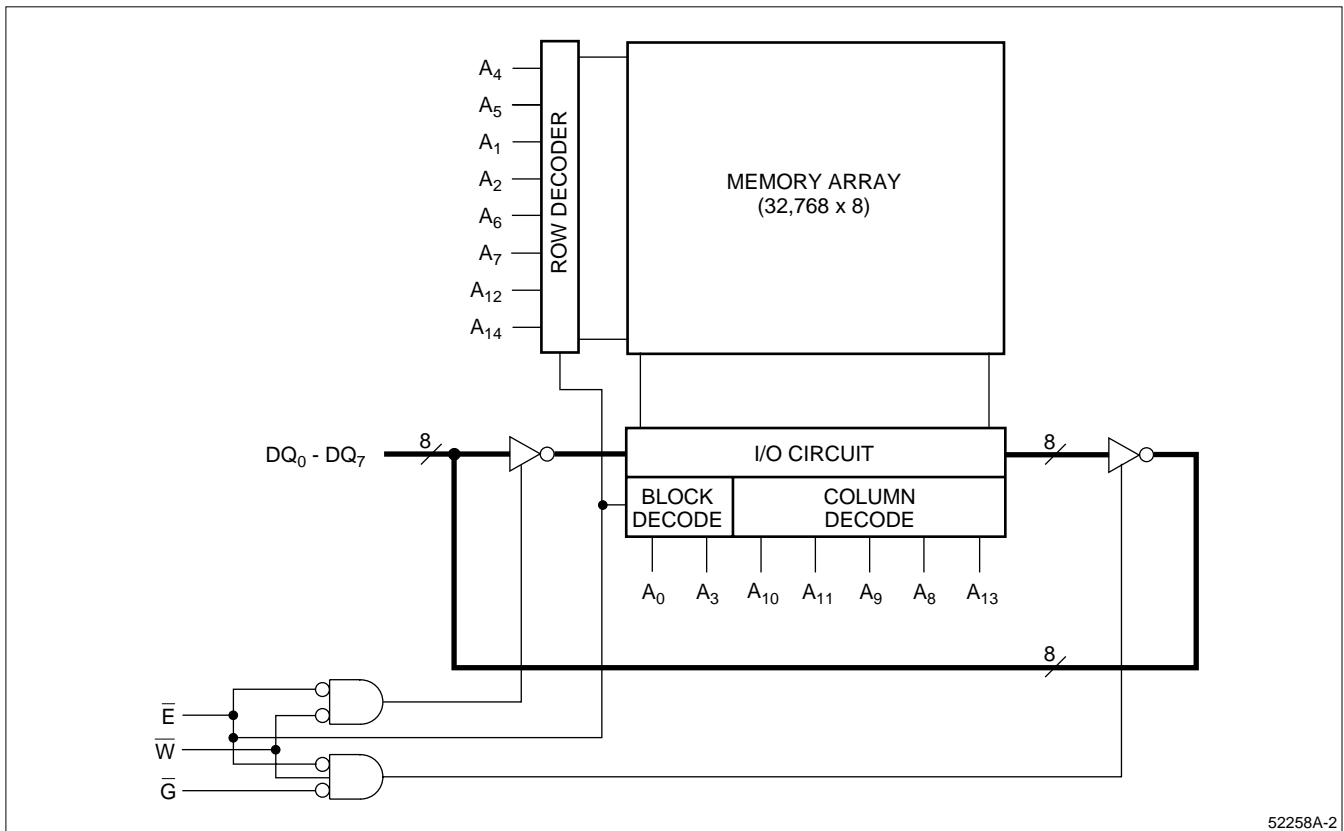 A4
A5
A1
A2
A6
A7
A12
A14
ROW DECODER
MEMORY ARRAY
(32,768 x 8)
DQ0 - DQ7
8
I/O CIRCUIT
8
BLOCK
DECODE
COLUMN
DECODE
A0
A3
A10
A11
A9
A8
A13
8
E̅
W̅
G̅
52258A-2